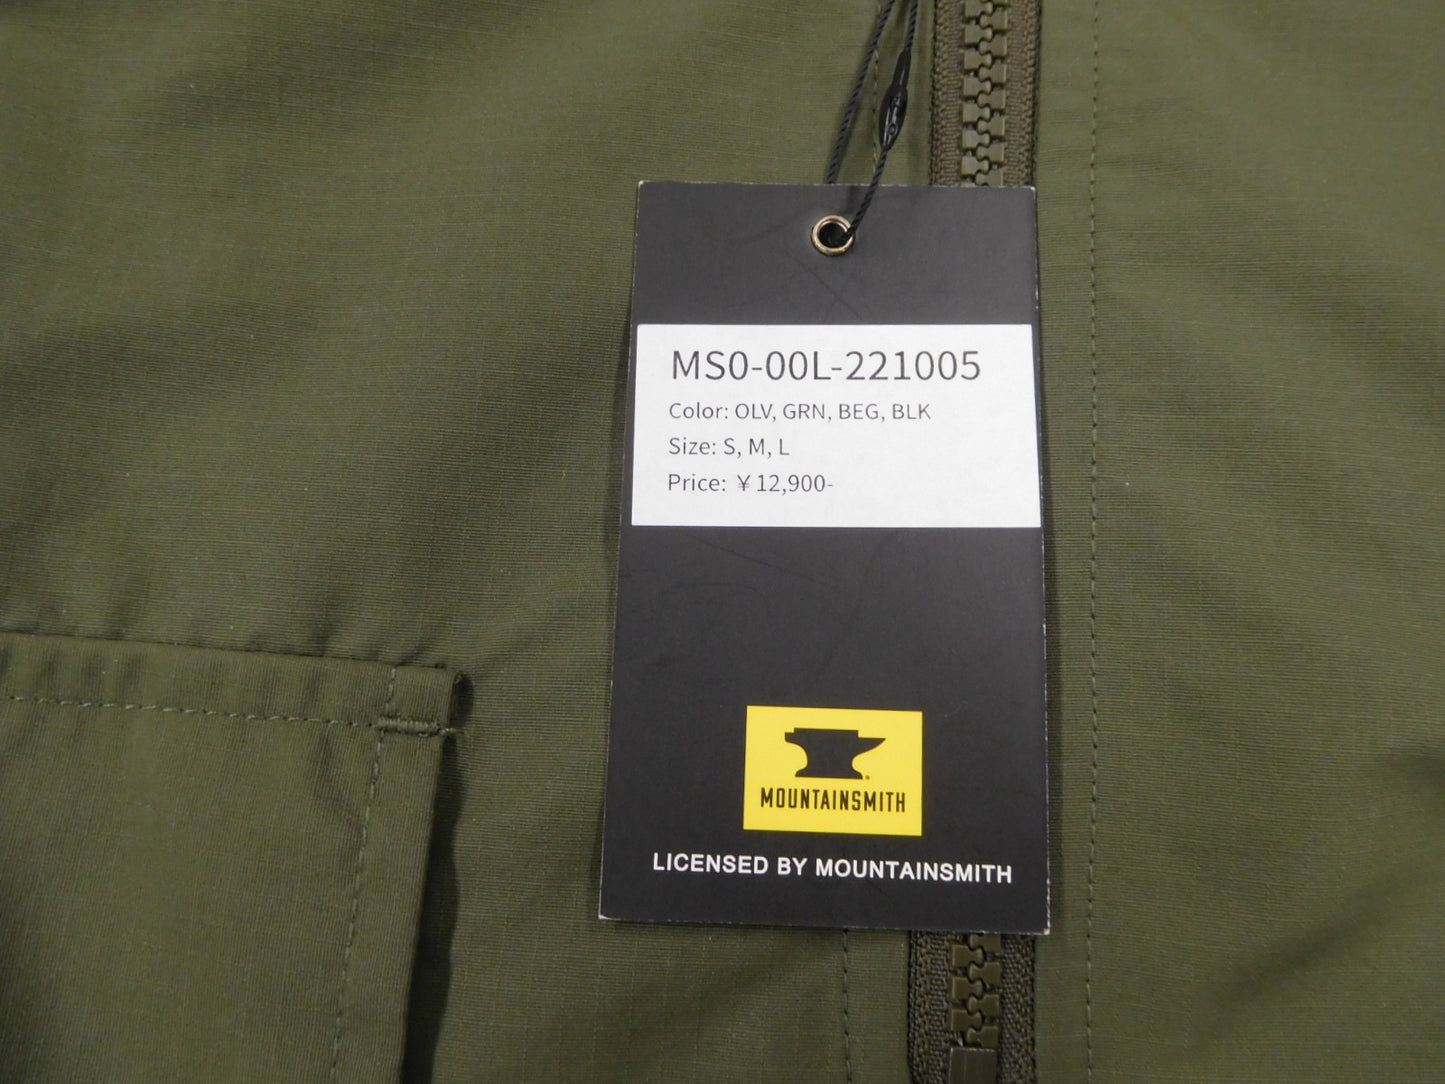 MS0-00L-221005
Color: OLV, GRN, BEG, BLK
Size: S, M, L
Price: ¥12,900-
MOUNTAINSMITH
LICENSED BY MOUNTAINSMITH